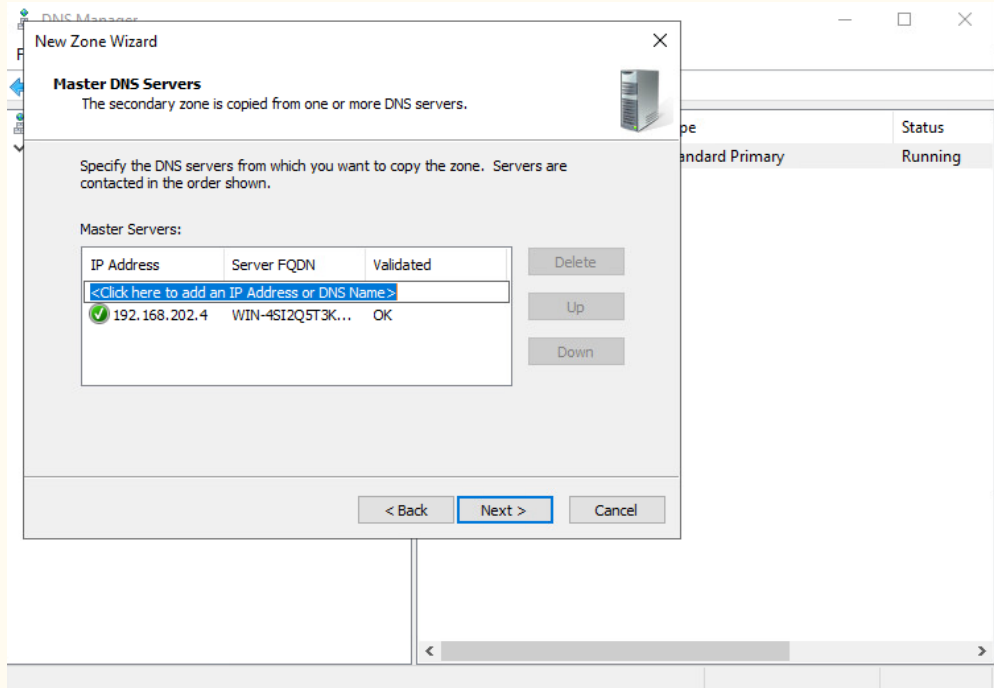 DNS Manager
New Zone Wizard
Master DNS Servers
The secondary zone is copied from one or more DNS servers.
pe
Status
andard Primary
Running
Specify the DNS servers from which you want to copy the zone. Servers are
contacted in the order shown.
Master Servers:
IP Address Server FQDN Validated
Delete
<Click here to add an IP Address or DNS Name>
192.168.202.4 WIN-4SI2Q5T3K... OK
Up
Down
< Back Next > Cancel